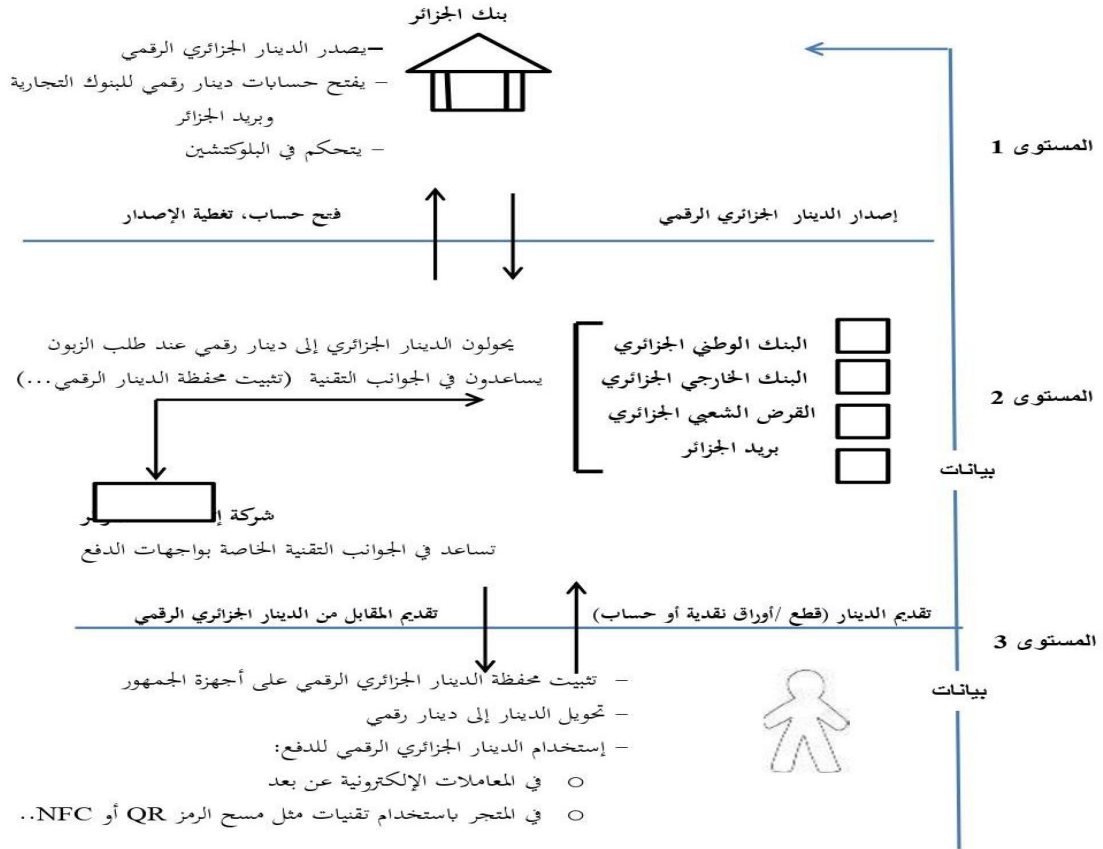 بنك الجزائر
–يصدر الدينار الجزائري الرقمي
– يفتح حسابات دينار رقمي للبنوك التجارية
وبريد الجزائر
– يتحكم في البلوكتشين
المستوى 1
إصدار الدينار الجزائري الرقمي
فتح حساب، تغطية الإصدار
يحولون الدينار الجزائري إلى دينار رقمي عند طلب الزبون
يساعدون في الجوانب التقنية (تثبيت محفظة الدينار الرقمي...)
البنك الوطني الجزائري
البنك الخارجي الجزائري
القرض الشعبي الجزائري
بريد الجزائر
المستوى 2
بيانات
شركة
تساعد في الجوانب التقنية الخاصة بواجهات الدفع
تقديم الدينار (قطع /أوراق نقدية أو حساب)
تقديم المقابل من الدينار الجزائري الرقمي
المستوى 3
بيانات
– تثبيت محفظة الدينار الجزائري الرقمي على أجهزة الجمهور
– تحويل الدينار إلى دينار رقمي
– إستخدام الدينار الجزائري الرقمي للدفع:
o في المعاملات الإلكترونية عن بعد
o في المتجر باستخدام تقنيات مثل مسح الرمز QR أو NFC..